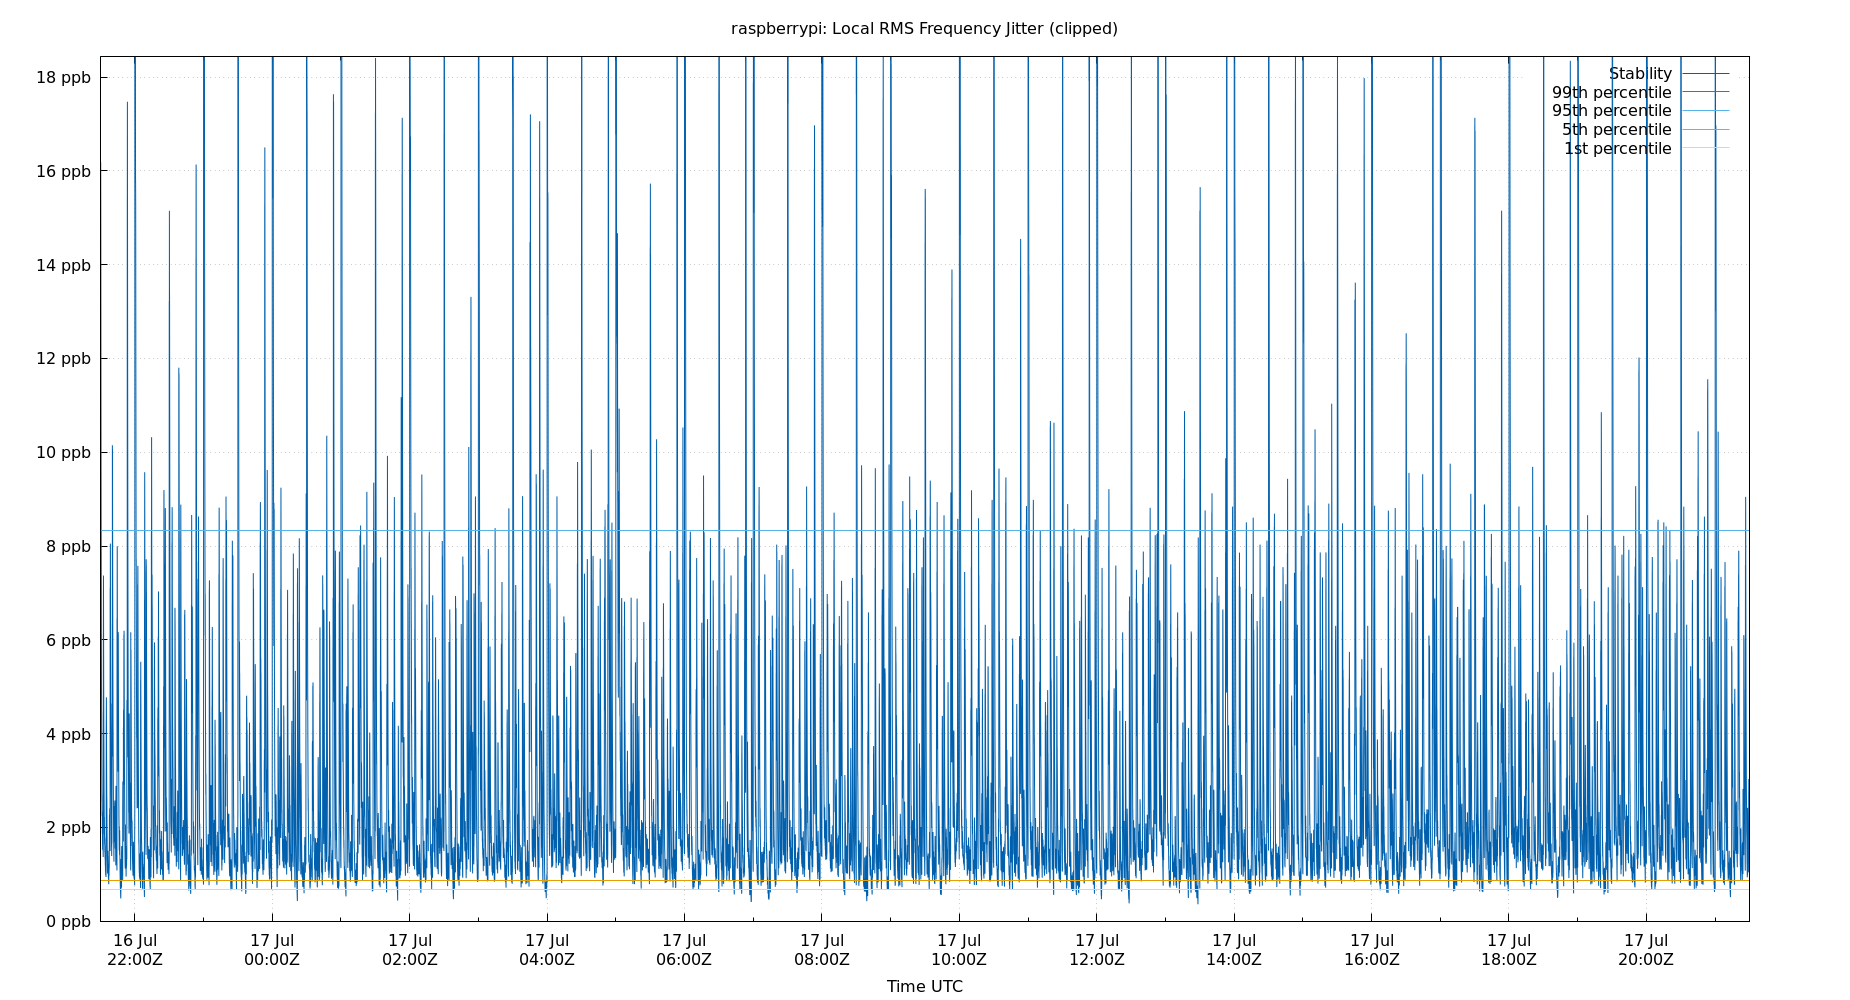 raspberrypi: Local RMS Frequency Jitter (clipped)
18 ppb
16 ppb
14 ppb
12 ppb
10 ppb
8 ppb
6 ppb
4 ppb
2 ppb
0 ppb
Stability
99th percentile
95th percentile
5th percentile
1st percentile
16 Jul 17 Jul 17 Jul 17 Jul 17 Jul 17 Jul 17 Jul 17 Jul 17 Jul 17 Jul 17 Jul 17 Jul
22:00Z 00:00Z 02:00Z 04:00Z 06:00Z 08:00Z 10:00Z 12:00Z 14:00Z 16:00Z 18:00Z 20:00Z
Time UTC